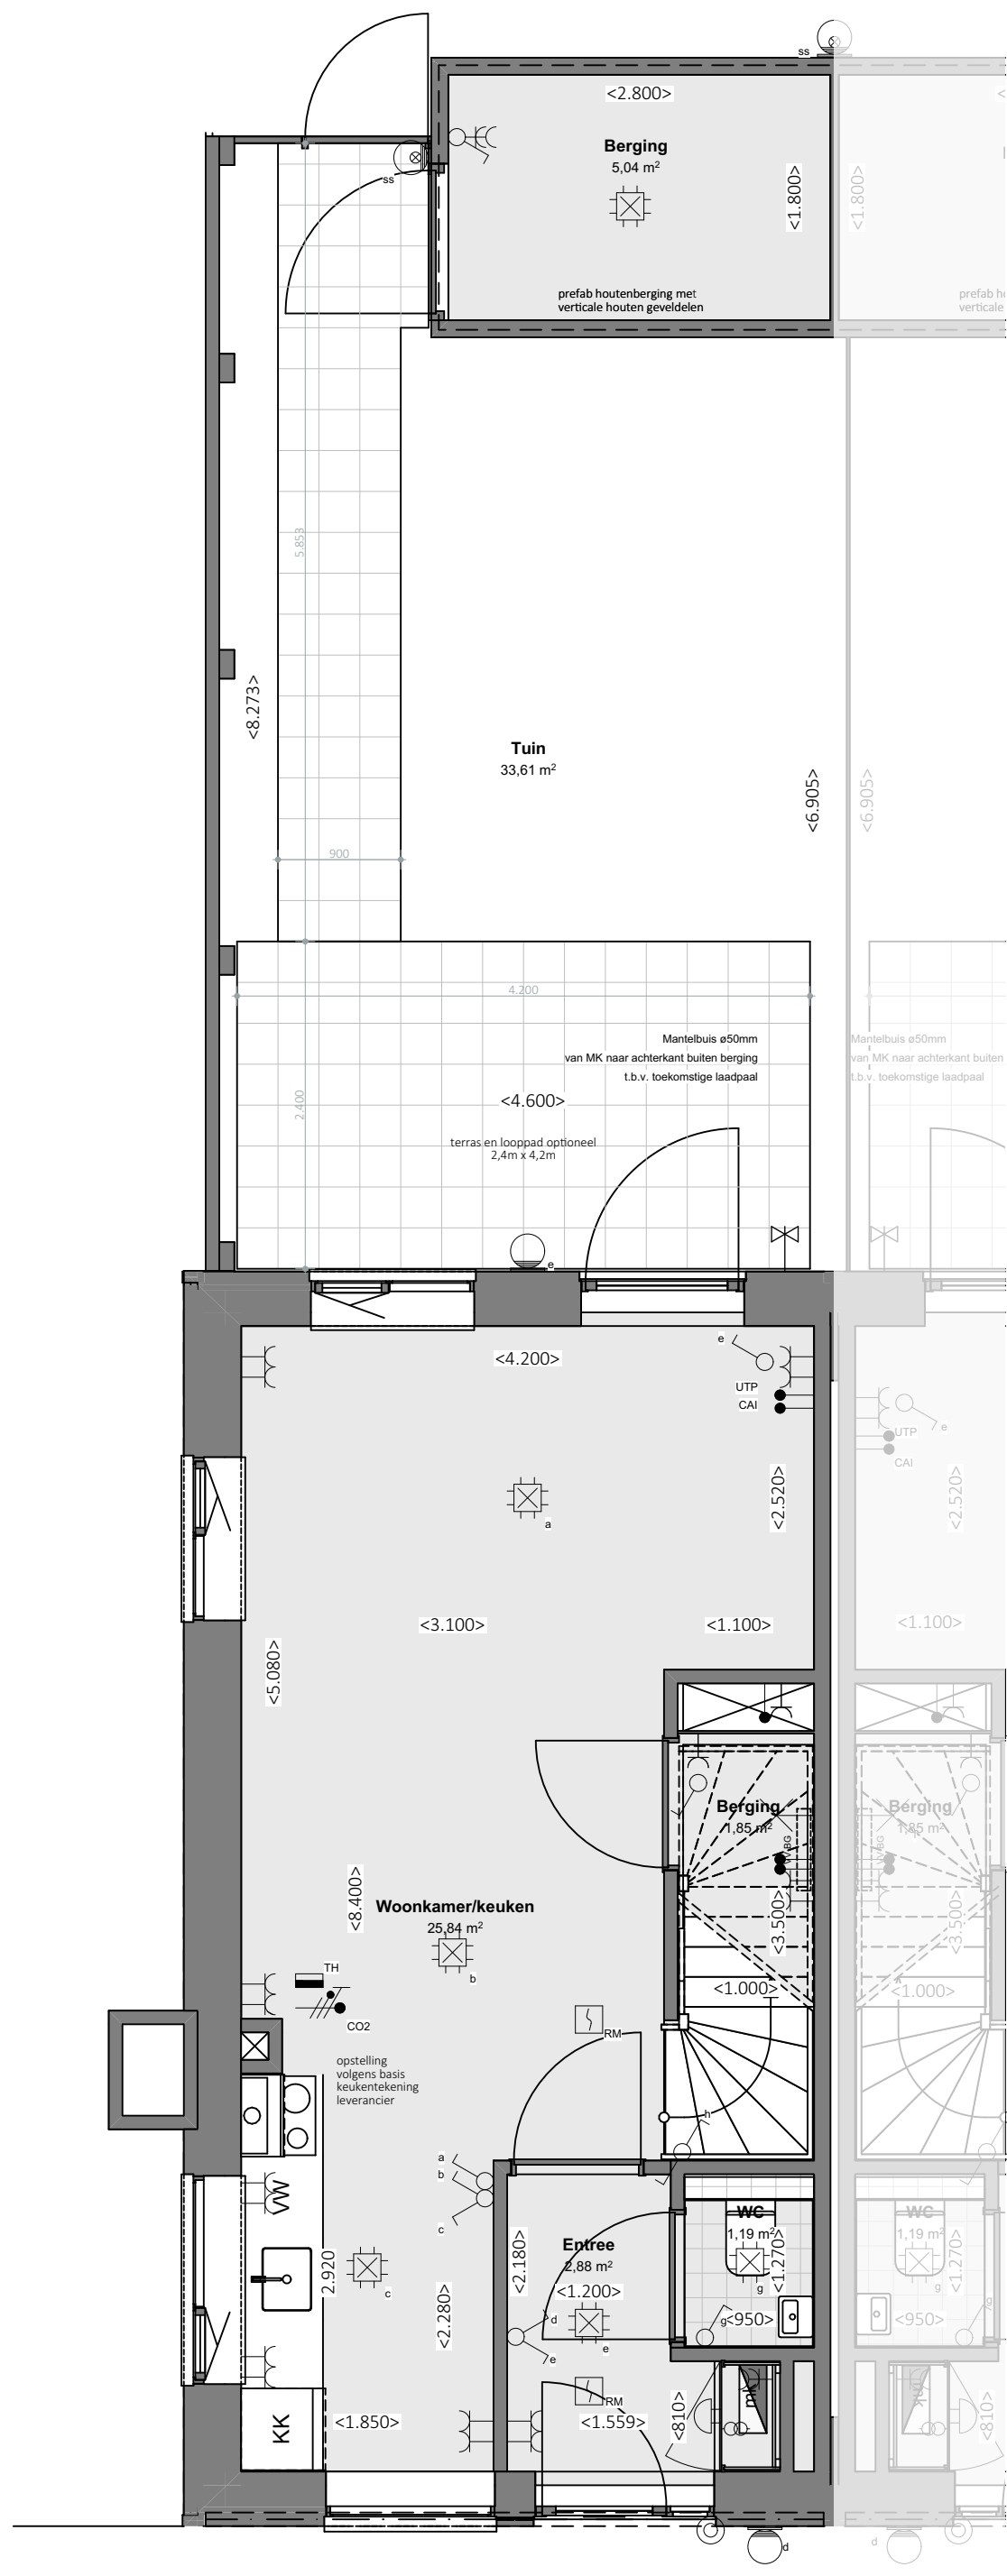 ss
<2.800>
Berging
5,04 m²
<1.800>
<1.800>
ss
prefab houtenberging met
verticale houten geveldelen
prefab h
verticale
5.853
<8.273>
Tuin
33,61 m²
<6.905>
<6.905>
900
4.200
Mantelbuis ø50mm
van MK naar achterkant buiten berging
t.b.v. toekomstige laadpaal
Mantelbuis ø50mm
van MK naar achterkant buiten
t.b.v. toekomstige laadpaal
2.400
<4.600>
terras en looppad optioneel
2,4m x 4,2m
e
e
<4.200>
UTP
CAI
e
UTP
CAI
<2.520>
<2.520>
a
<3.100>
<1.100>
<1.100>
<5.080>
Berging
1,85 m²
Berging
1,85 m²
<8.400>
Woonkamer/keuken
25,84 m²
b
<3.500>
<3.500>
TH
CO2
<1.000>
<1.000>
RM
opstelling
volgens basis
keukentekening
leverancier
h
a
b
c
VW
2.920
c
<2.280>
<2.180>
Entree
2,88 m²
<1.200>
d
e
e
WC
1,19 m²
<1.270>
g
g
<950>
WC
1,19 m²
<1.270>
g
g
<950>
RM
KK
<1.850>
<1.559>
<810>
mk
mk
<810>
d
d